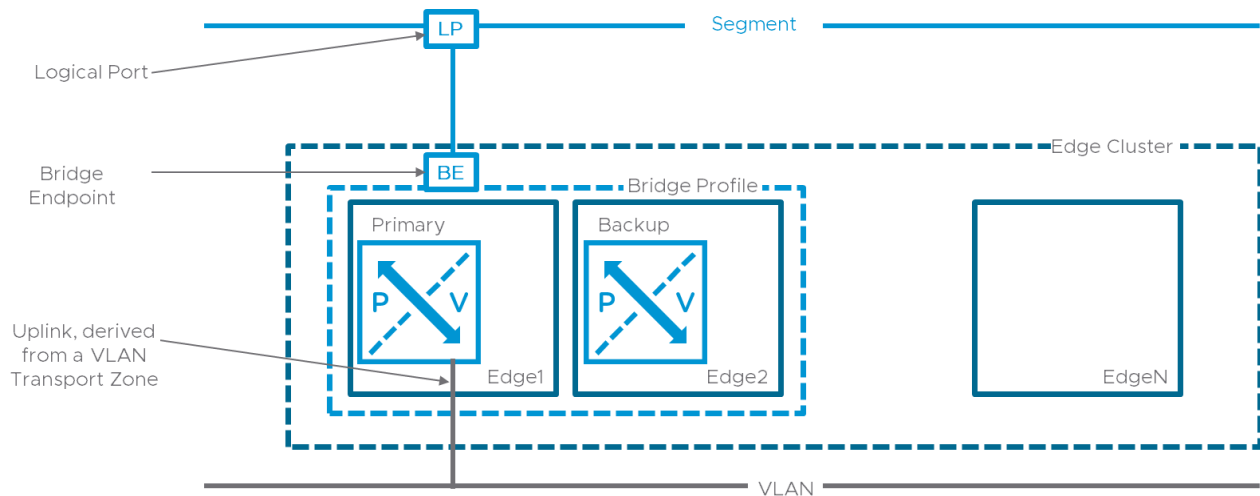 LP
Segment
Logical Port
Edge Cluster
Bridge
Endpoint
BE
Bridge Profile
Primary
Backup
P
V
P
V
Uplink, derived
from a VLAN
Transport Zone
Edge1
Edge2
EdgeN
VLAN